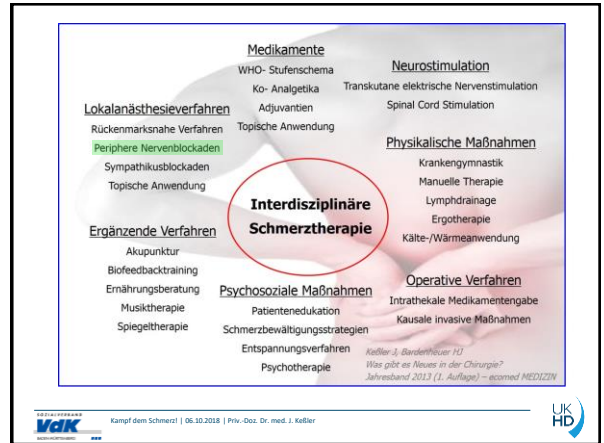 Medikamente
WHO- Stufenschema
Ko- Analgetika
Adjuvantien
Topische Anwendung
Neurostimulation
Transkutane elektrische Nervenstimulation
Spinal Cord Stimulation
Lokalanästhesieverfahren
Rückenmarksnahe Verfahren
Periphere Nervenblockaden
Sympathikusblockaden
Topische Anwendung
Physikalische Maßnahmen
Krankengymnastik
Manuelle Therapie
Lymphdrainage
Ergotherapie
Kälte-/Wärmeanwendung
Interdisziplinäre
Schmerztherapie
Ergänzende Verfahren
Akupunktur
Biofeedbacktraining
Ernährungsberatung
Musiktherapie
Spiegeltherapie
Psychosoziale Maßnahmen
Patientenedukation
Schmerzbewältigungsstrategien
Entspannungsverfahren
Psychotherapie
Operative Verfahren
Intrathekale Medikamentengabe
Kausale invasive Maßnahmen
Keßler J, Bardenheuer HJ
Was gibt es Neues in der Chirurgie?
Jahresband 2013 (1. Auflage) – ecomed MEDIZIN
SOZIALVERBAND
VdK
BADEN-WÜRTTEMBERG
Kampf dem Schmerz! | 06.10.2018 | Priv.-Doz. Dr. med. J. Keßler
UK
HD